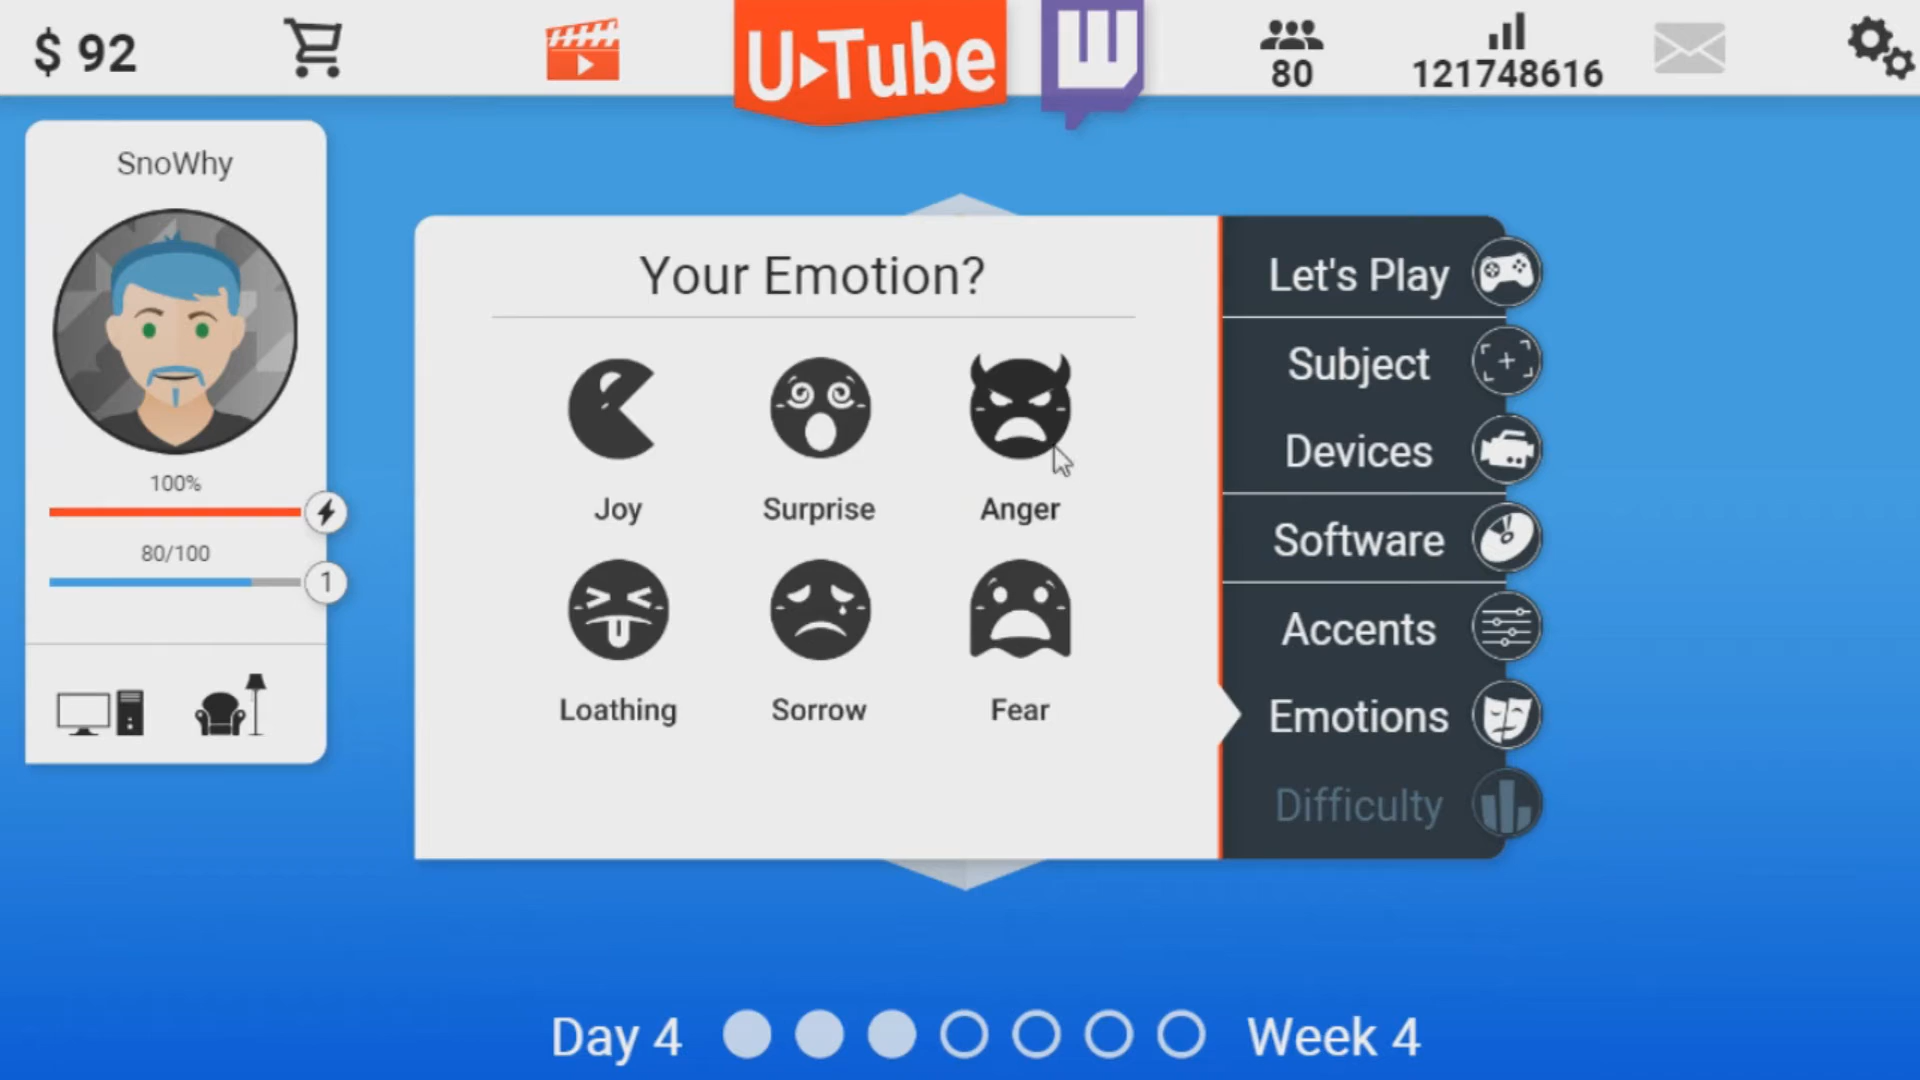 $ 92
U Tube
80
121748616
SnoWhy
100%
80/100
1
Your Emotion?
Joy
Surprise
Anger
Loathing
Sorrow
Fear
Let's Play
Subject
Devices
Software
Accents
Emotions
Difficulty
Day 4
Week 4